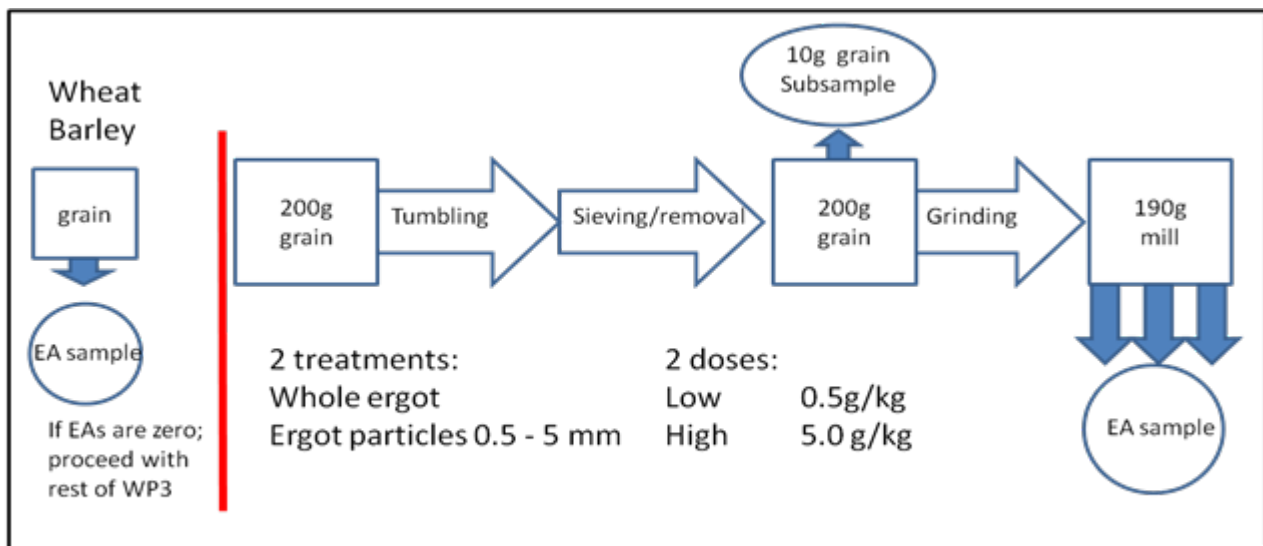 Wheat
Barley
grain
EA sample
If EAs are zero;
proceed with
rest of WP3
200g
grain
Tumbling
Sieving/removal
10g grain
Subsample
200g
grain
Grinding
190g
mill
2 treatments:
Whole ergot
Ergot particles 0.5 - 5 mm
2 doses:
Low 0.5g/kg
High 5.0 g/kg
EA sample